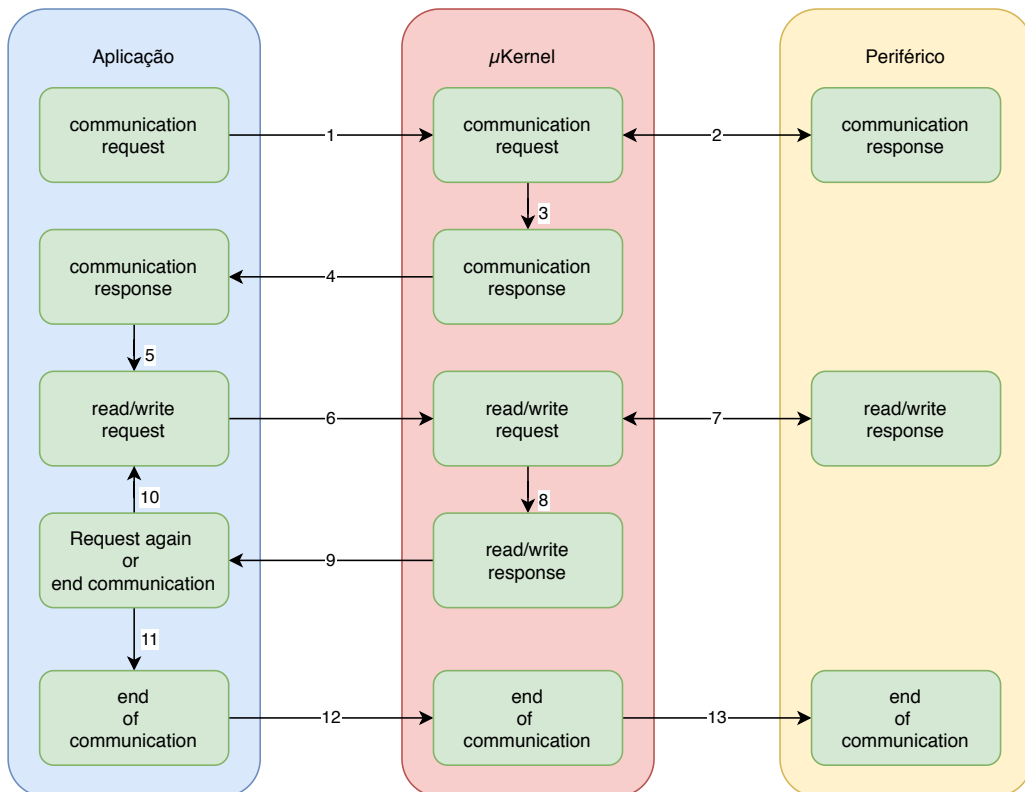 Aplicação
μKernel
Periférico
communication
request
1
communication
request
2
communication
response
3
communication
response
4
communication
response
5
read/write
request
6
read/write
request
7
read/write
response
10
8
Request again
or
end communication
9
read/write
response
11
end
of
communication
12
end
of
communication
13
end
of
communication